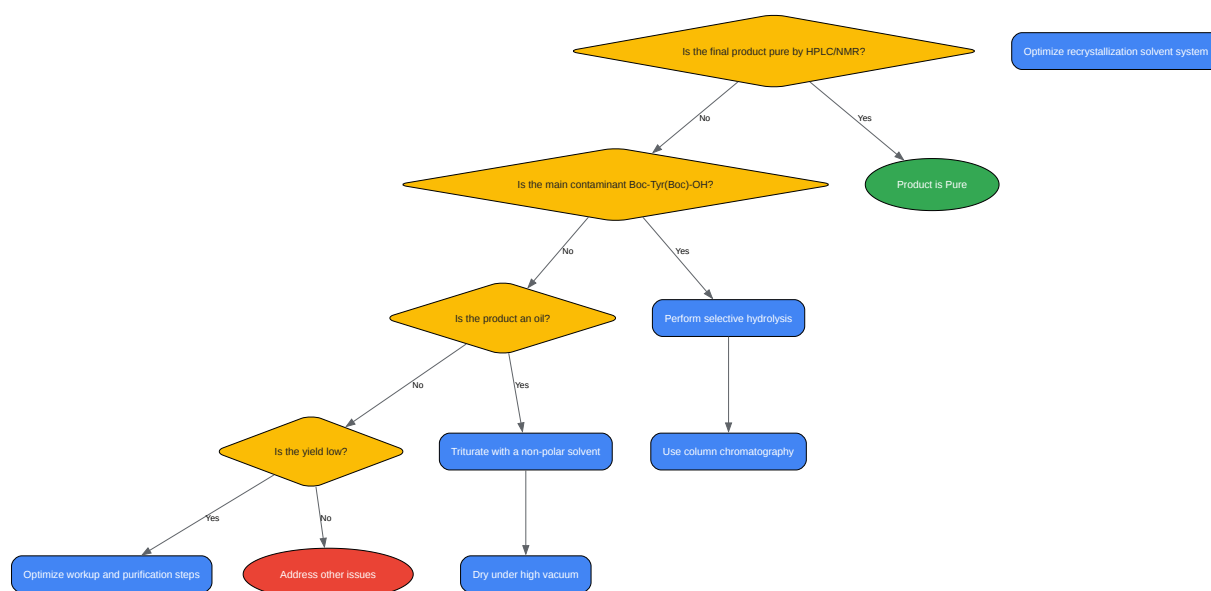 Is the final product pure by HPLC/NMR?
Optimize recrystallization solvent system
No
Yes
Is the main contaminant Boc-Tyr(Boc)-OH?
Product is Pure
No
Yes
Is the product an oil?
Perform selective hydrolysis
No
Yes
Is the yield low?
Triturate with a non-polar solvent
Use column chromatography
Yes
No
Optimize workup and purification steps
Address other issues
Dry under high vacuum